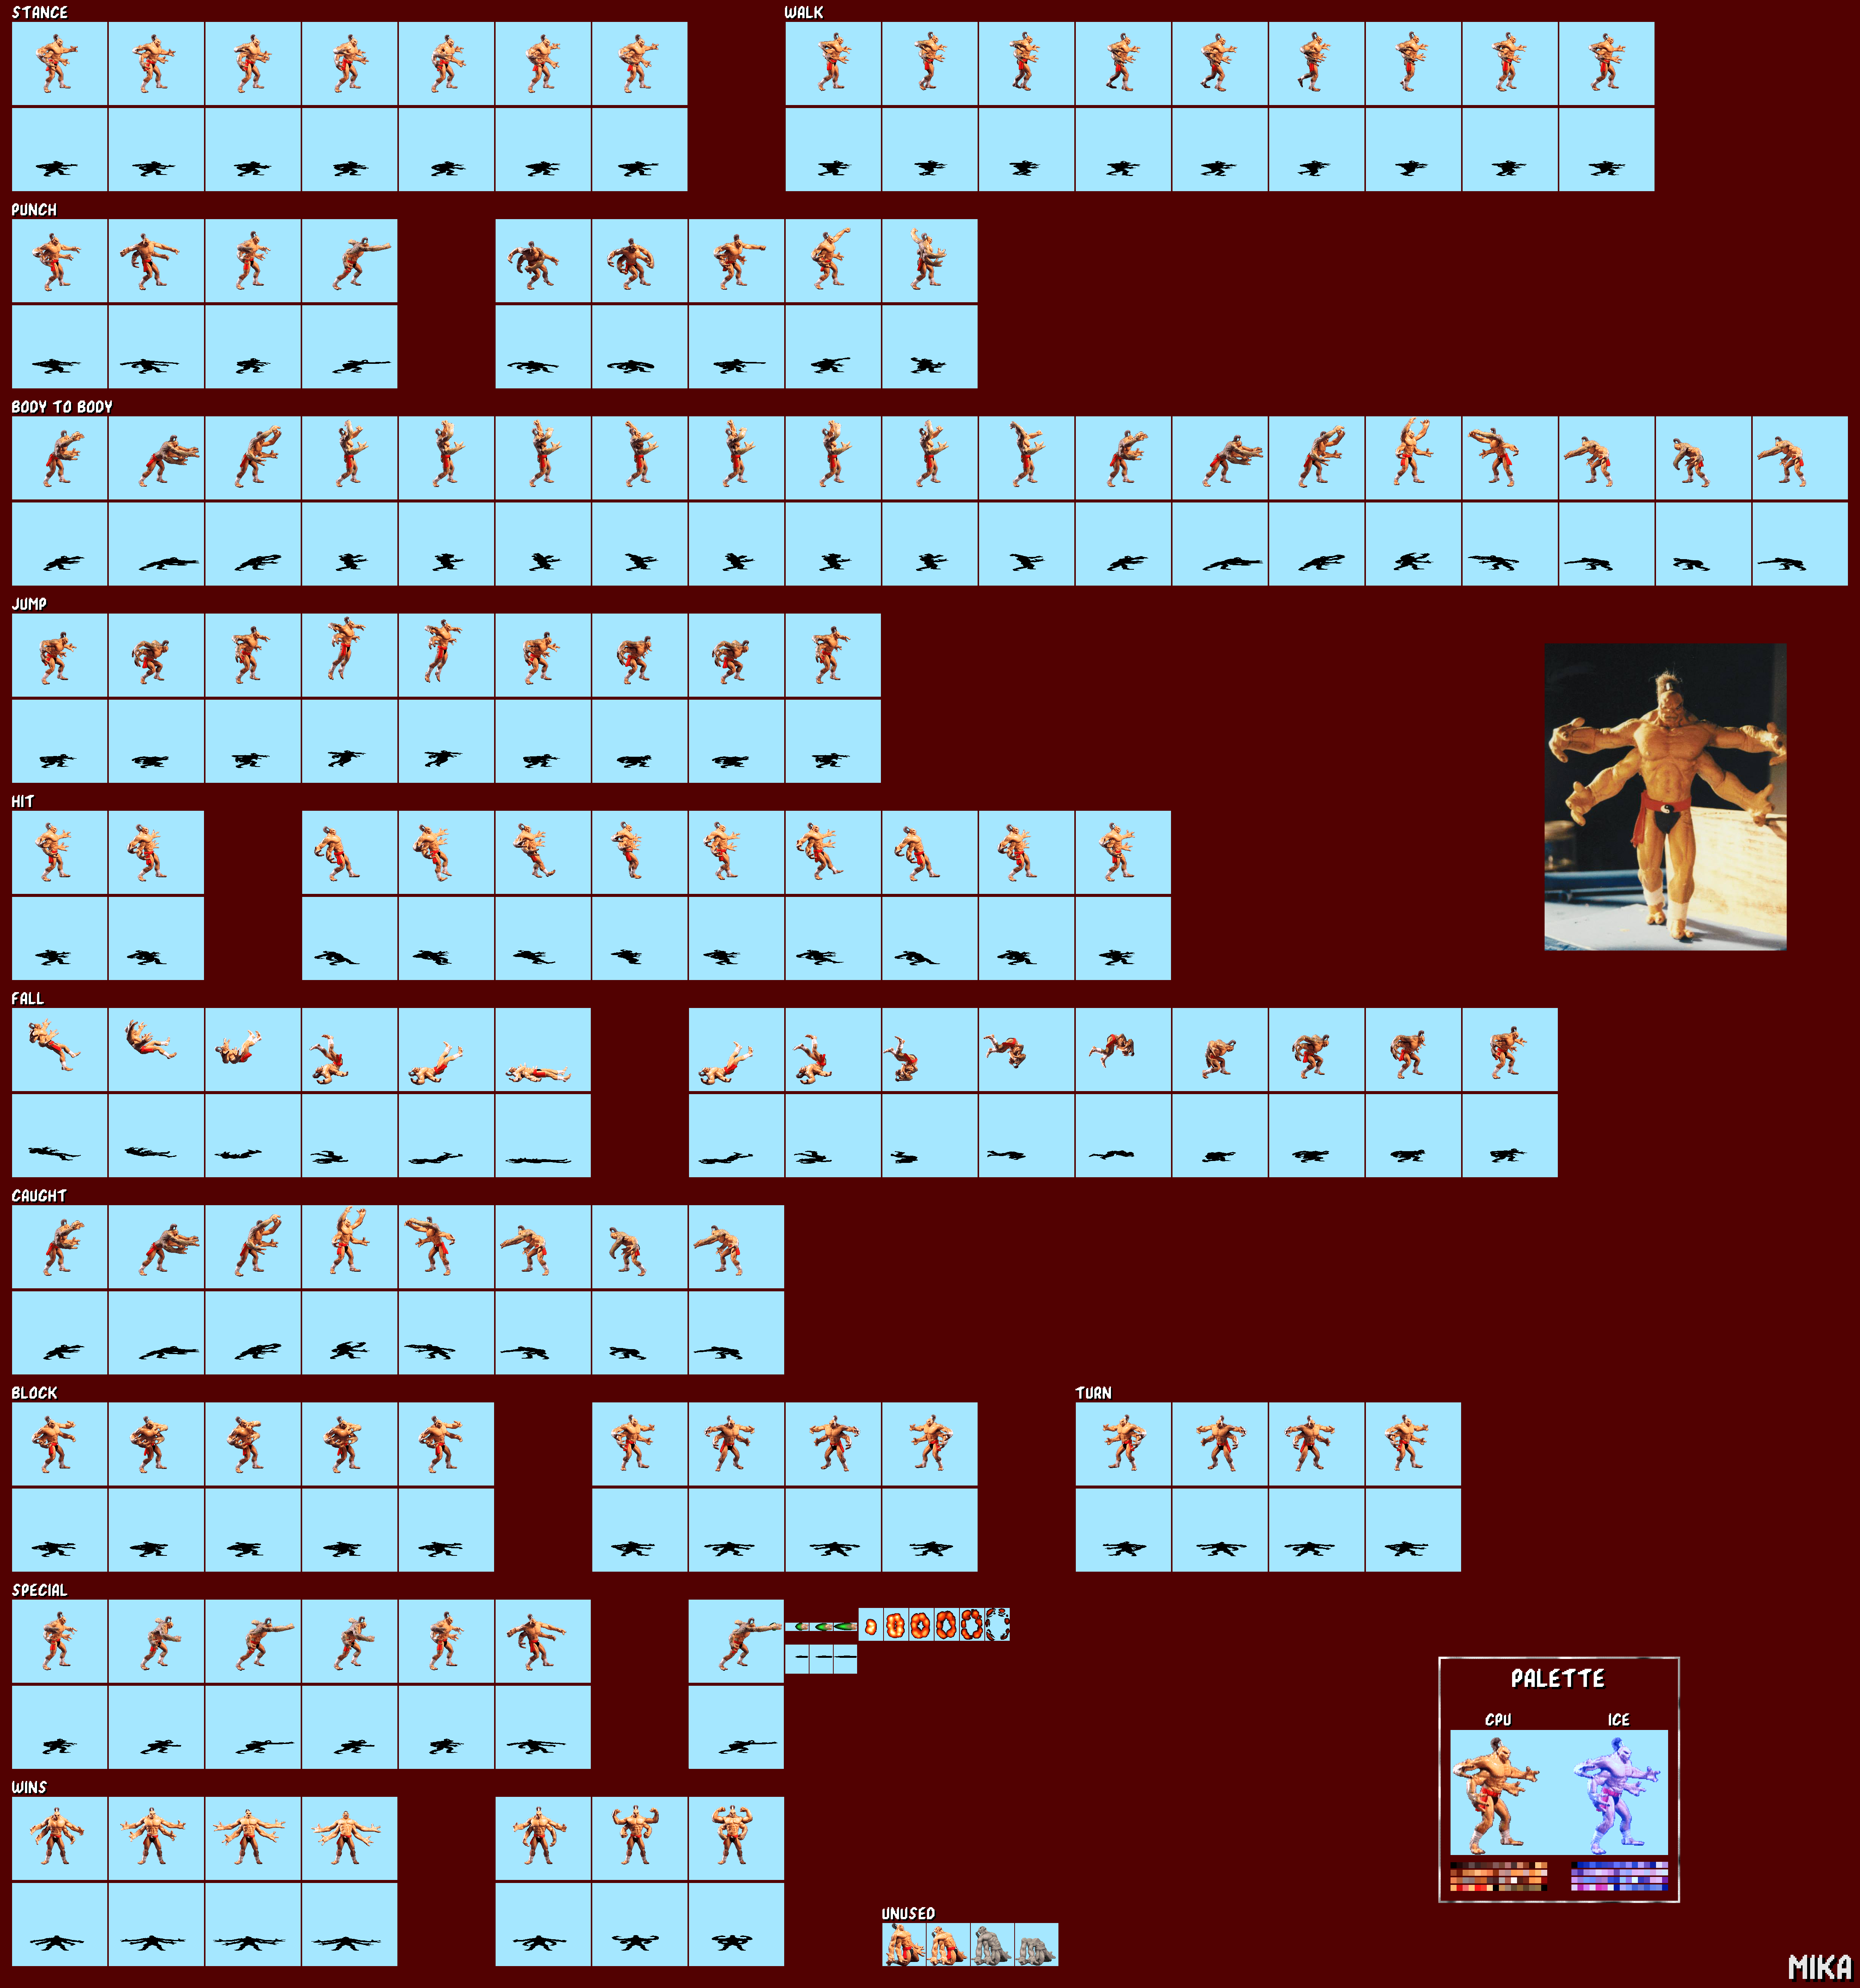 STANCE
WALK
PUNCH
BODY TO BODY
JUMP
HIT
FALL
CAUGHT
BLOCK
TURN
SPECIAL
PALETTE
CPU
ICE
WINS
UNUSED
MIKA